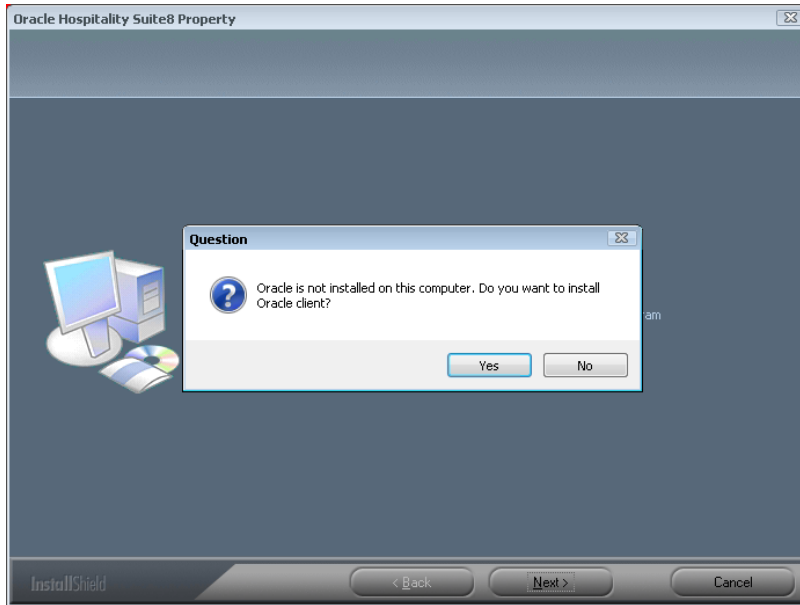 Oracle Hospitality Suite8 Property
Question
Oracle is not installed on this computer. Do you want to install
Oracle client?
am
Yes
No
InstallShield
< Back
Next >
Cancel